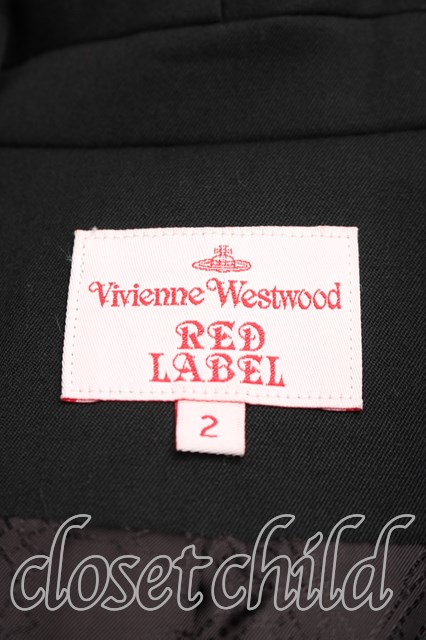 Vivienne Westwood
RED
LABEL
2
closet child